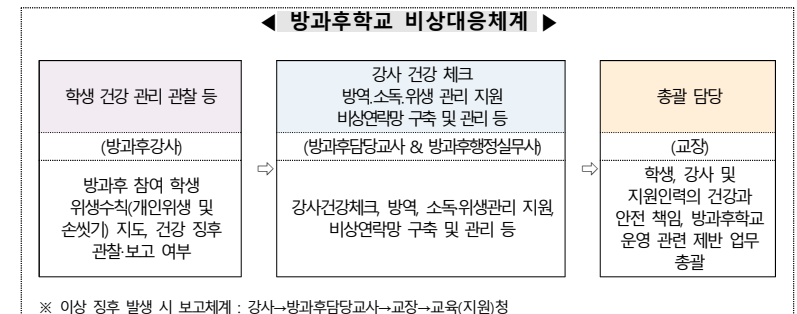 ◀ 방과후학교 비상대응체계 ▶
학생 건강 관리 관찰 등
(방과후강사)
방과후 참여 학생
위생수칙(개인위생 및
손씻기) 지도, 건강 징후
관찰·보고 여부
⇨
강사 건강 체크
방역·소독·위생 관리 지원
비상연락망 구축 및 관리 등
(방과후담당교사 & 방과후행정실무사)
강사건강체크, 방역, 소독·위생관리 지원,
비상연락망 구축 및 관리 등
⇨
총괄 담당
(교장)
학생, 강사 및
지원인력의 건강과
안전 책임, 방과후학교
운영 관련 제반 업무
총괄
※ 이상 징후 발생 시 보고체계 : 강사→방과후담당교사→교장→교육(지원)청